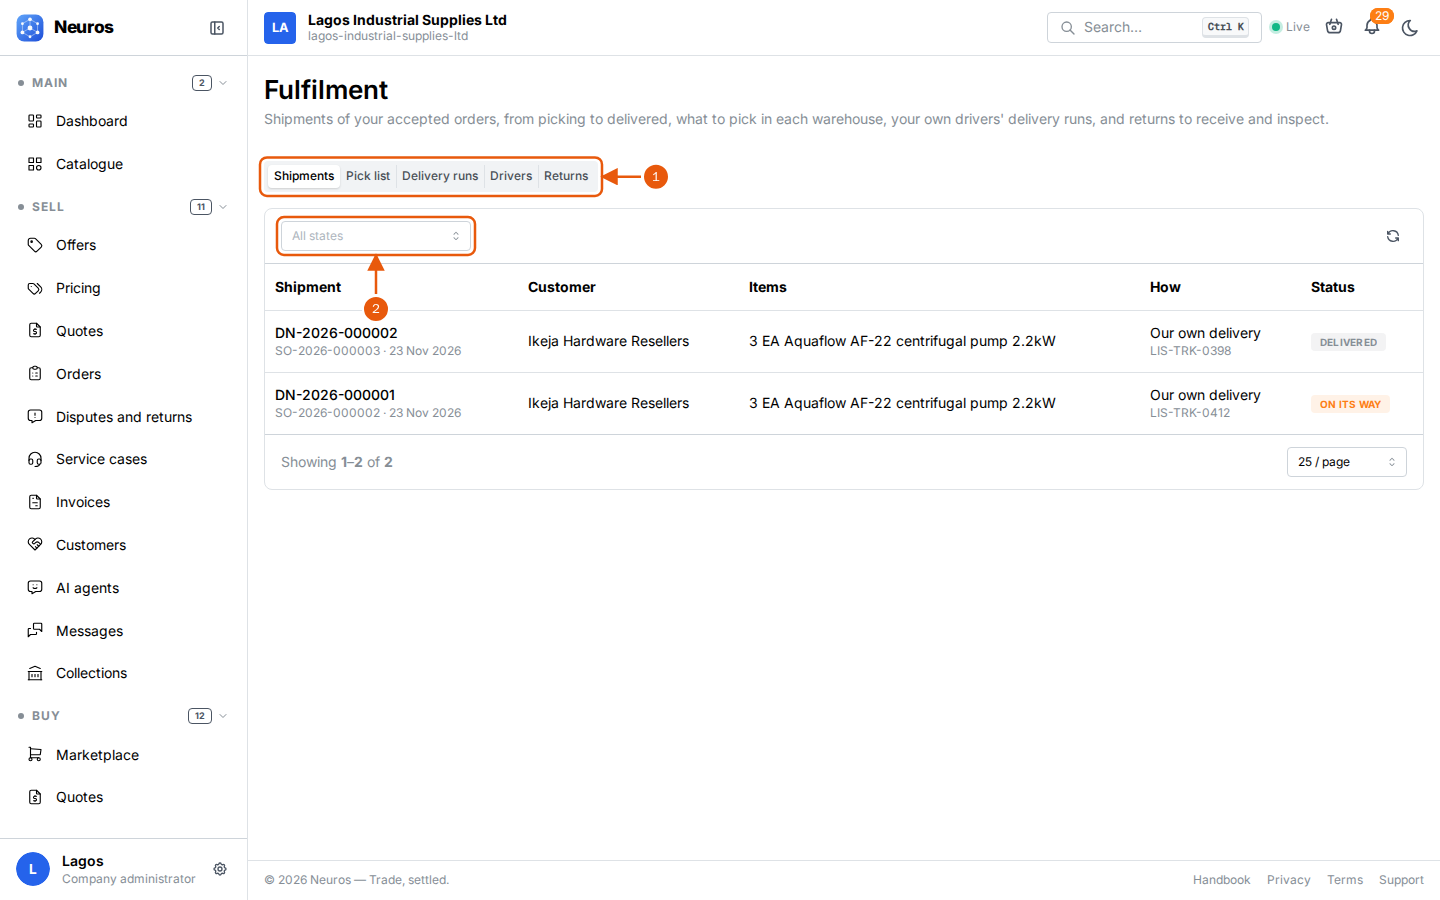 Neuros
LA
Lagos Industrial Supplies Ltd
lagos-industrial-supplies-ltd
Search...
Ctrl K
Live
29
MAIN
2
Dashboard
Catalogue
SELL
11
Offers
Pricing
Quotes
Orders
Disputes and returns
Service cases
Invoices
Customers
AI agents
Messages
Collections
BUY
12
Marketplace
Quotes
L
Lagos
Company administrator
Fulfilment
Shipments of your accepted orders, from picking to delivered, what to pick in each warehouse, your own drivers' delivery runs, and returns to receive and inspect.
Shipments Pick list Delivery runs Drivers Returns
1
All states
2
Shipment Customer Items How Status
DN-2026-000002 Ikeja Hardware Resellers 3 EA Aquaflow AF-22 centrifugal pump 2.2kW Our own delivery DELIVERED
SO-2026-000003 · 23 Nov 2026 LIS-TRK-0398
DN-2026-000001 Ikeja Hardware Resellers 3 EA Aquaflow AF-22 centrifugal pump 2.2kW Our own delivery ON ITS WAY
SO-2026-000002 · 23 Nov 2026 LIS-TRK-0412
Showing 1–2 of 2
25 / page
© 2026 Neuros — Trade, settled.
Handbook Privacy Terms Support